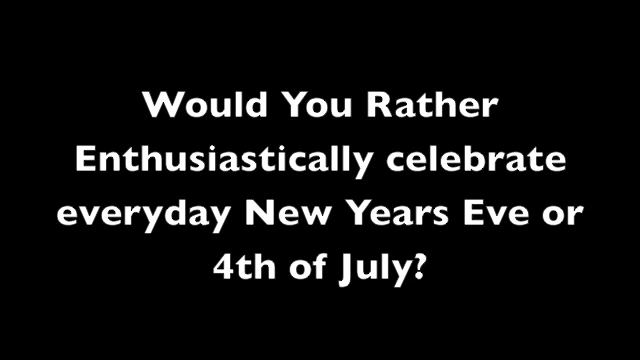 Would You Rather
Enthusiastically celebrate
everyday New Years Eve or
4th of July?